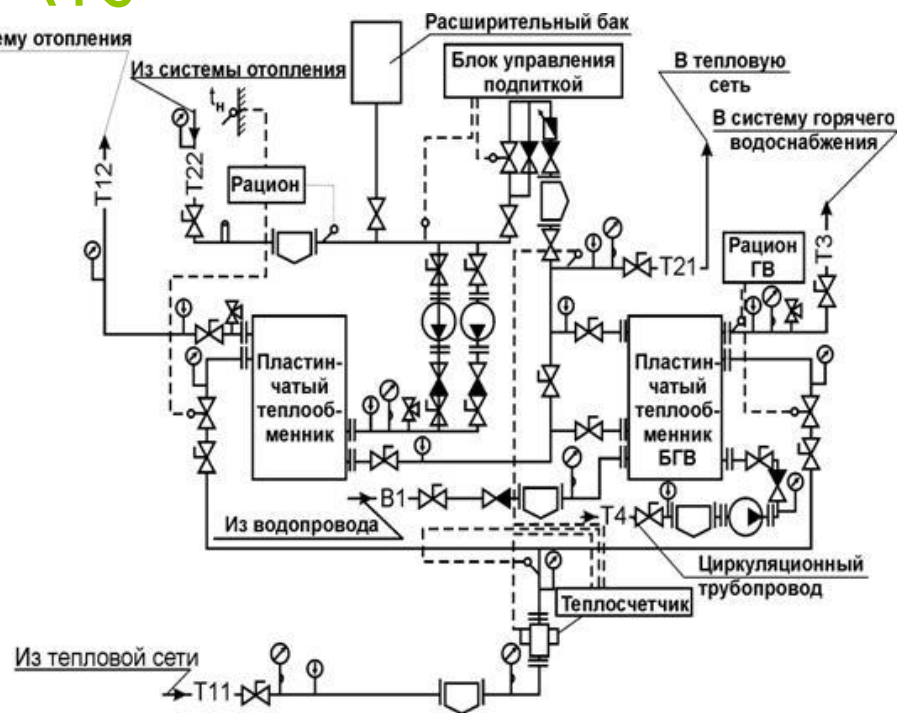 Расширительный бак
ему отопления
Из системы отопления
Блок управления
подпиткой
В тепловую
сеть
В систему горячего
водоснабжения
tн
T12
T22
Рацион
T21
Рацион
ГВ
T3
Пластин-
чатый
теплооб-
менник
Пластин-
чатый
теплооб-
менник
БГВ
B1
Из водопровода
T4
Циркуляционный
трубопровод
Теплосчетчик
Из тепловой сети
T11